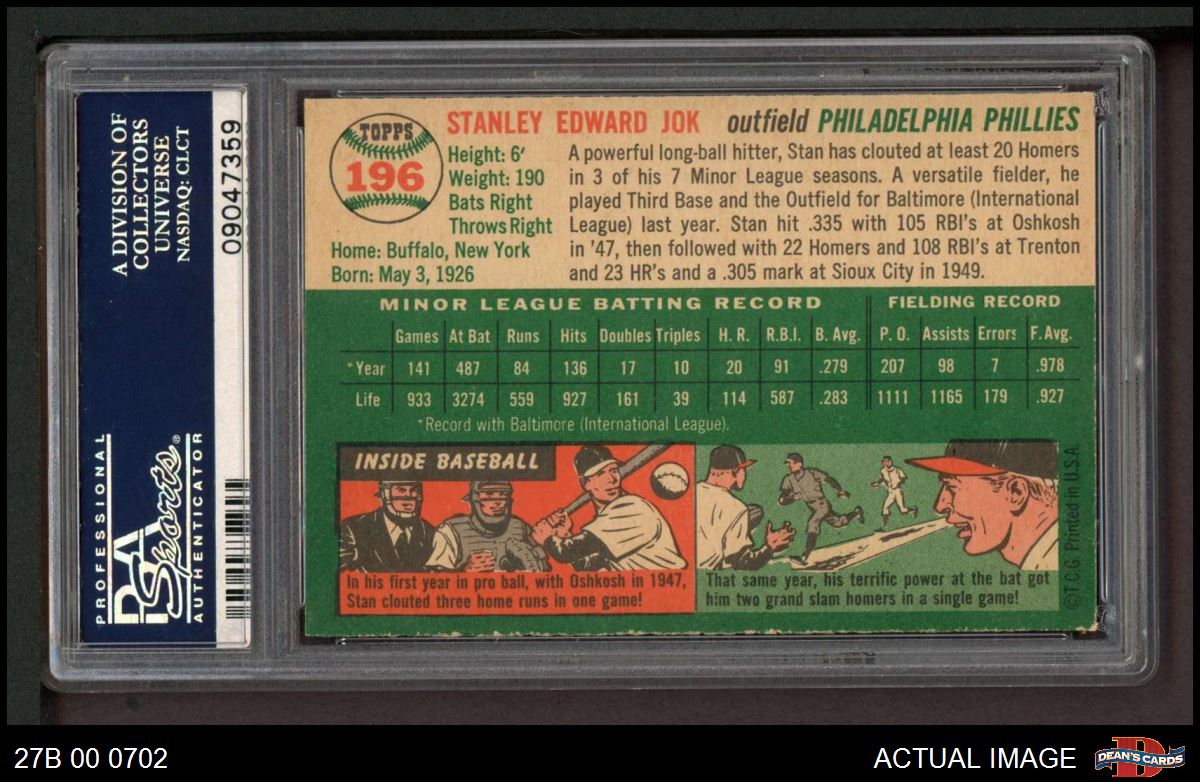 A DIVISION OF
COLLECTORS
UNIVERSE
NASDAQ: CLCT
09047359
PROFESSIONAL
PSA
Sports®
AUTHENTICATOR
TOPPS
196
STANLEY EDWARD JOK outfield PHILADELPHIA PHILLIES
Height: 6'
Weight: 190
Bats Right
Throws Right
Home: Buffalo, New York
Born: May 3, 1926
A powerful long-ball hitter, Stan has clouted at least 20 Homers
in 3 of his 7 Minor League seasons. A versatile fielder, he
played Third Base and the Outfield for Baltimore (International
League) last year. Stan hit .335 with 105 RBI's at Oshkosh
in '47, then followed with 22 Homers and 108 RBI's at Trenton
and 23 HR's and a .305 mark at Sioux City in 1949.
MINOR LEAGUE BATTING RECORD FIELDING RECORD
Games At Bat Runs Hits Doubles Triples H. R. R.B.I. B. Avg. P. O. Assists Errors F. Avg.
*Year 141 487 84 136 17 10 20 91 .279 207 98 7 .978
Life 933 3274 559 927 161 39 114 587 .283 1111 1165 179 .927
*Record with Baltimore (International League).
INSIDE BASEBALL
In his first year in pro ball, with Oshkosh in 1947,
Stan clouted three home runs in one game!
That same year, his terrific power at the bat got
him two grand slam homers in a single game!
©T.C.G. Printed in U.S.A.
27B 00 0702
ACTUAL IMAGE
D
DEAN'S CARDS